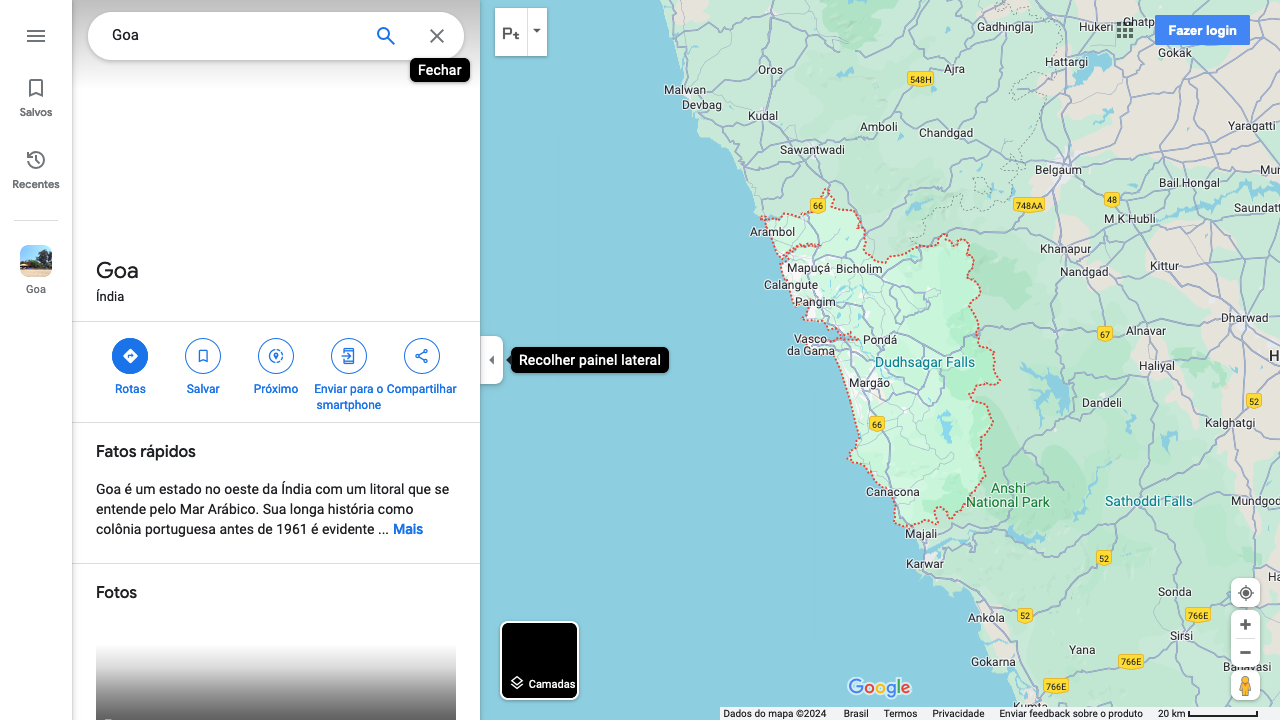 Goa
Fechar
Salvos
Recentes
Goa
Goa
Índia
Rotas
Salvar
Próximo
Enviar para o
smartphone
Compartilhar
Fatos rápidos
Goa é um estado no oeste da Índia com um litoral que se
entende pelo Mar Arábico. Sua longa história como
colônia portuguesa antes de 1961 é evidente ... Mais
Fotos
Recolher painel lateral
Camadas
Fazer login
Gadhinglaj
Hukeri
Chatp
Gokak
Hattargi
Oros
Ajra
548H
Malwan
Devbag
Kudal
Amboli
Chandgad
Yaragatti
Sawantwadi
Belgaum
Mur
Bail Hongal
66
748AA
48
Saundatt
M K Hubli
Arambol
Khanapur
Kittur
Nandgad
Mapuçá
Bicholim
Calangute
Pangim
Dharwad
67
Alnavar
Vasco
da Gama
Pondá
H
Dudhsagar Falls
Haliyal
Margão
Dandeli
52
66
Kalghatgi
Canacona
Anshi
National Park
Sathoddi Falls
Mundgod
Majali
Karwar
52
Sonda
Ha
Ankola
52
766E
Sirsi
Yana
Gokarna
766E
Banavasi
766E
Kumta
Google
Dados do mapa ©2024
Brasil
Termos
Privacidade
Enviar feedback sobre o produto
20 km